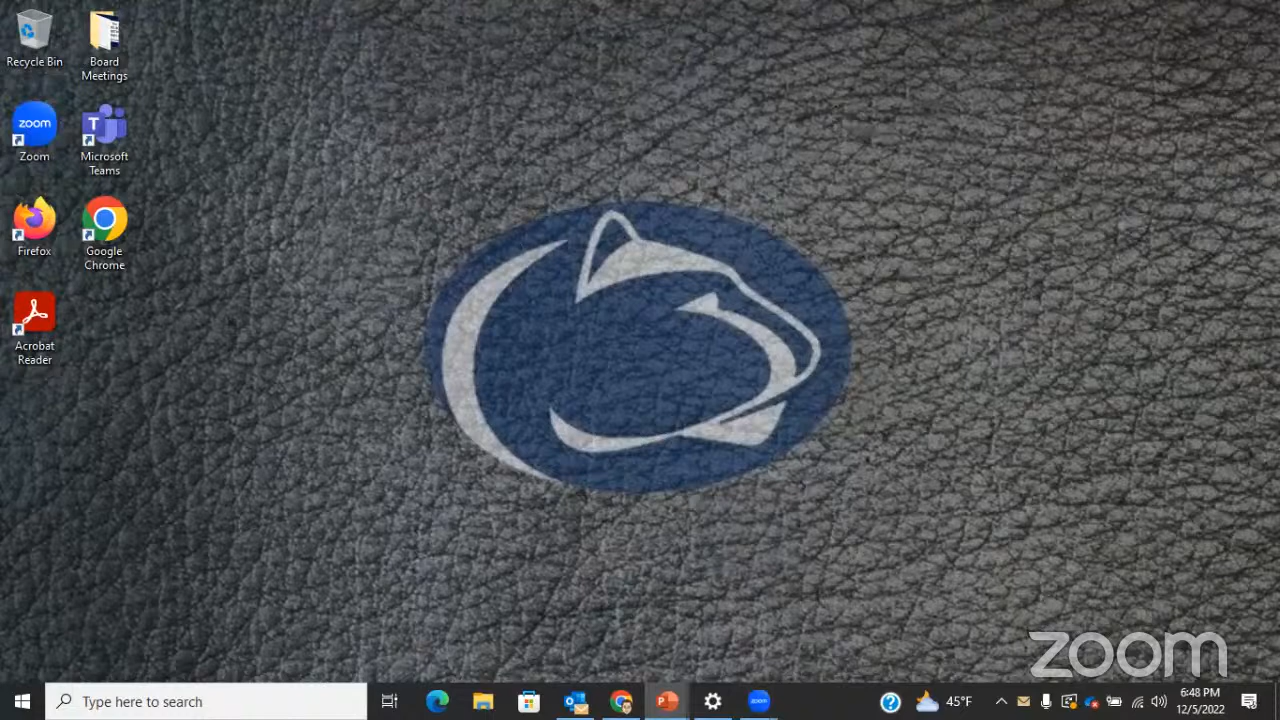 Recycle Bin
Board
Meetings
zoom
Zoom
T
Microsoft
Teams
Firefox
Google
Chrome
Acrobat
Reader
zoom
Type here to search
45°F
6:48 PM
12/5/2022